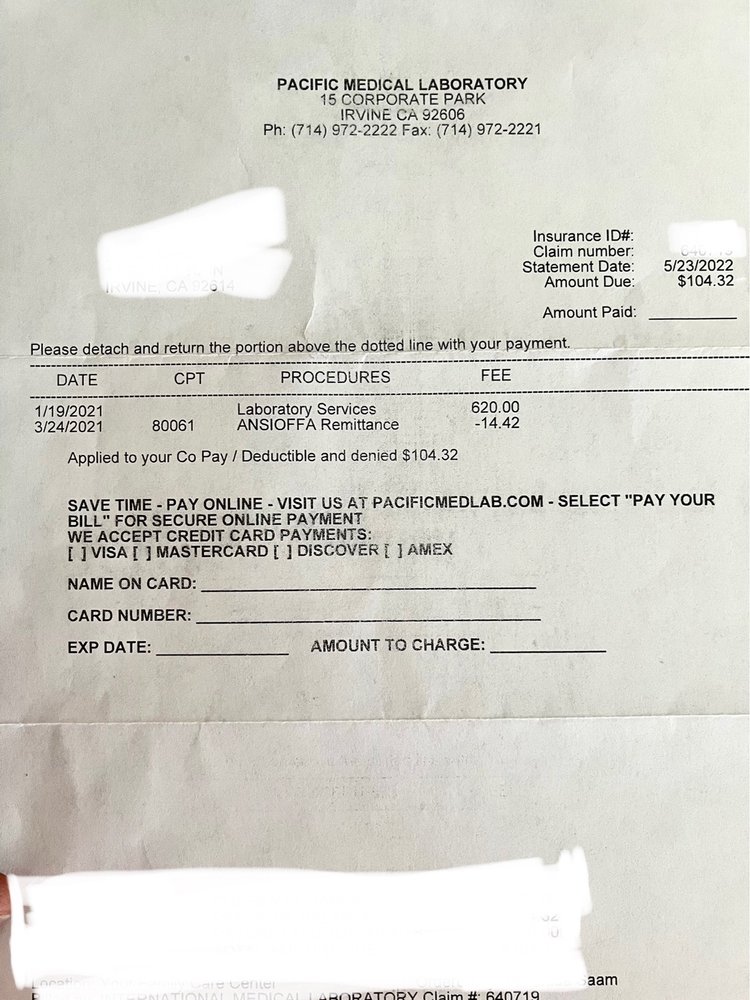 PACIFIC MEDICAL LABORATORY
15 CORPORATE PARK
IRVINE CA 92606
Ph: (714) 972-2222 Fax: (714) 972-2221
IRVINE, CA 92614
Insurance ID#:
Claim number:
Statement Date: 5/23/2022
Amount Due: $104.32
Amount Paid:
Please detach and return the portion above the dotted line with your payment.
DATE CPT PROCEDURES FEE
1/19/2021 Laboratory Services 620.00
3/24/2021 80061 ANSIOFFA Remittance -14.42
Applied to your Co Pay / Deductible and denied $104.32
SAVE TIME - PAY ONLINE - VISIT US AT PACIFICMEDLAB.COM - SELECT "PAY YOUR
BILL" FOR SECURE ONLINE PAYMENT
WE ACCEPT CREDIT CARD PAYMENTS:
[ ] VISA [ ] MASTERCARD [ ] DISCOVER [ ] AMEX
NAME ON CARD:
CARD NUMBER:
EXP DATE: AMOUNT TO CHARGE:
Care Center Saam
INTERNATIONAL MEDICAL LABORATORY Claim #: 640719